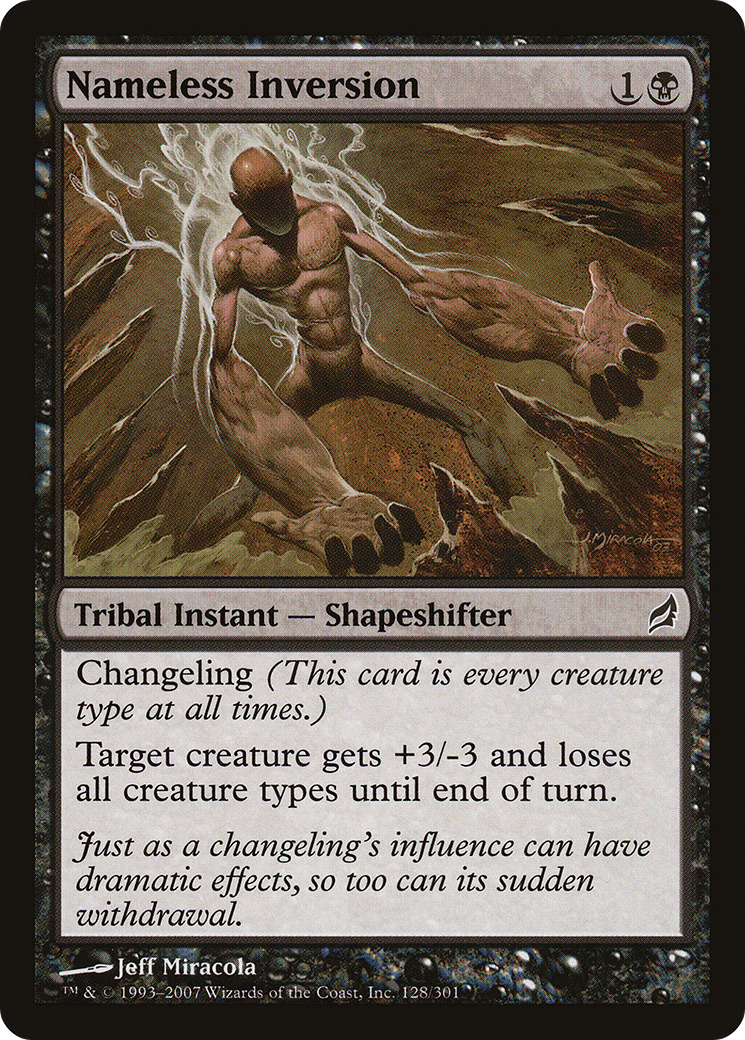 Nameless Inversion 1
J. MIRACOLA 07
Tribal Instant — Shapeshifter
Changeling (This card is every creature
type at all times.)
Target creature gets +3/-3 and loses
all creature types until end of turn.
Just as a changeling's influence can have
dramatic effects, so too can its sudden
withdrawal.
Jeff Miracola
™ & © 1993–2007 Wizards of the Coast, Inc. 128/301